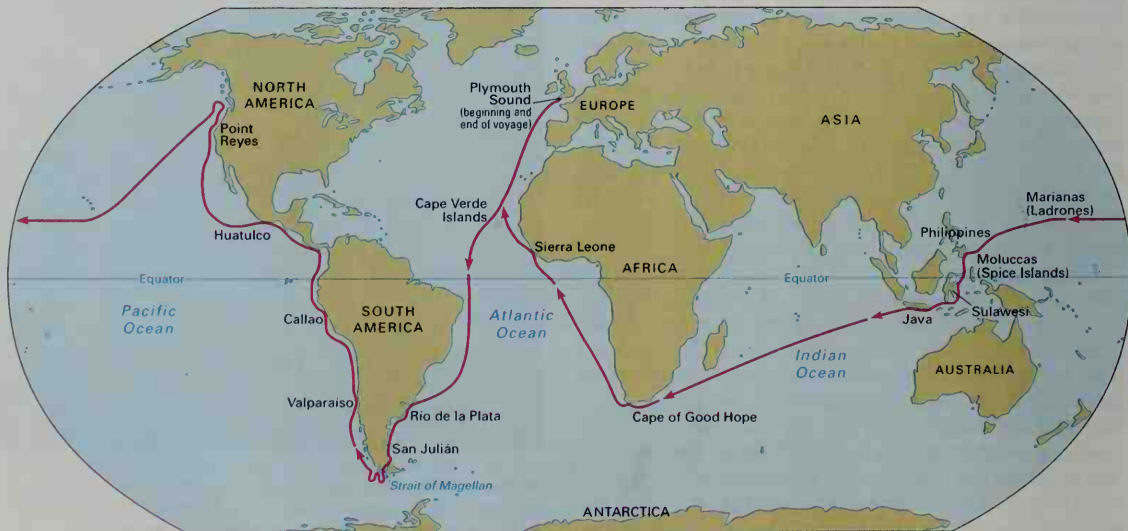 NORTH
AMERICA
Point
Reyes
Huatulco
Equator
Pacific
Ocean
Callao
SOUTH
AMERICA
Valparaiso
Rio de la Plata
San Julián
Strait of Magellan
Plymouth
Sound
(beginning and
end of voyage)
EUROPE
ASIA
Cape Verde
Islands
Sierra Leone
AFRICA
Atlantic
Ocean
Cape of Good Hope
Equator
Indian
Ocean
Marianas
(Ladrones)
Philippines
Moluccas
(Spice Islands)
Sulawesi
Java
AUSTRALIA
ANTARCTICA